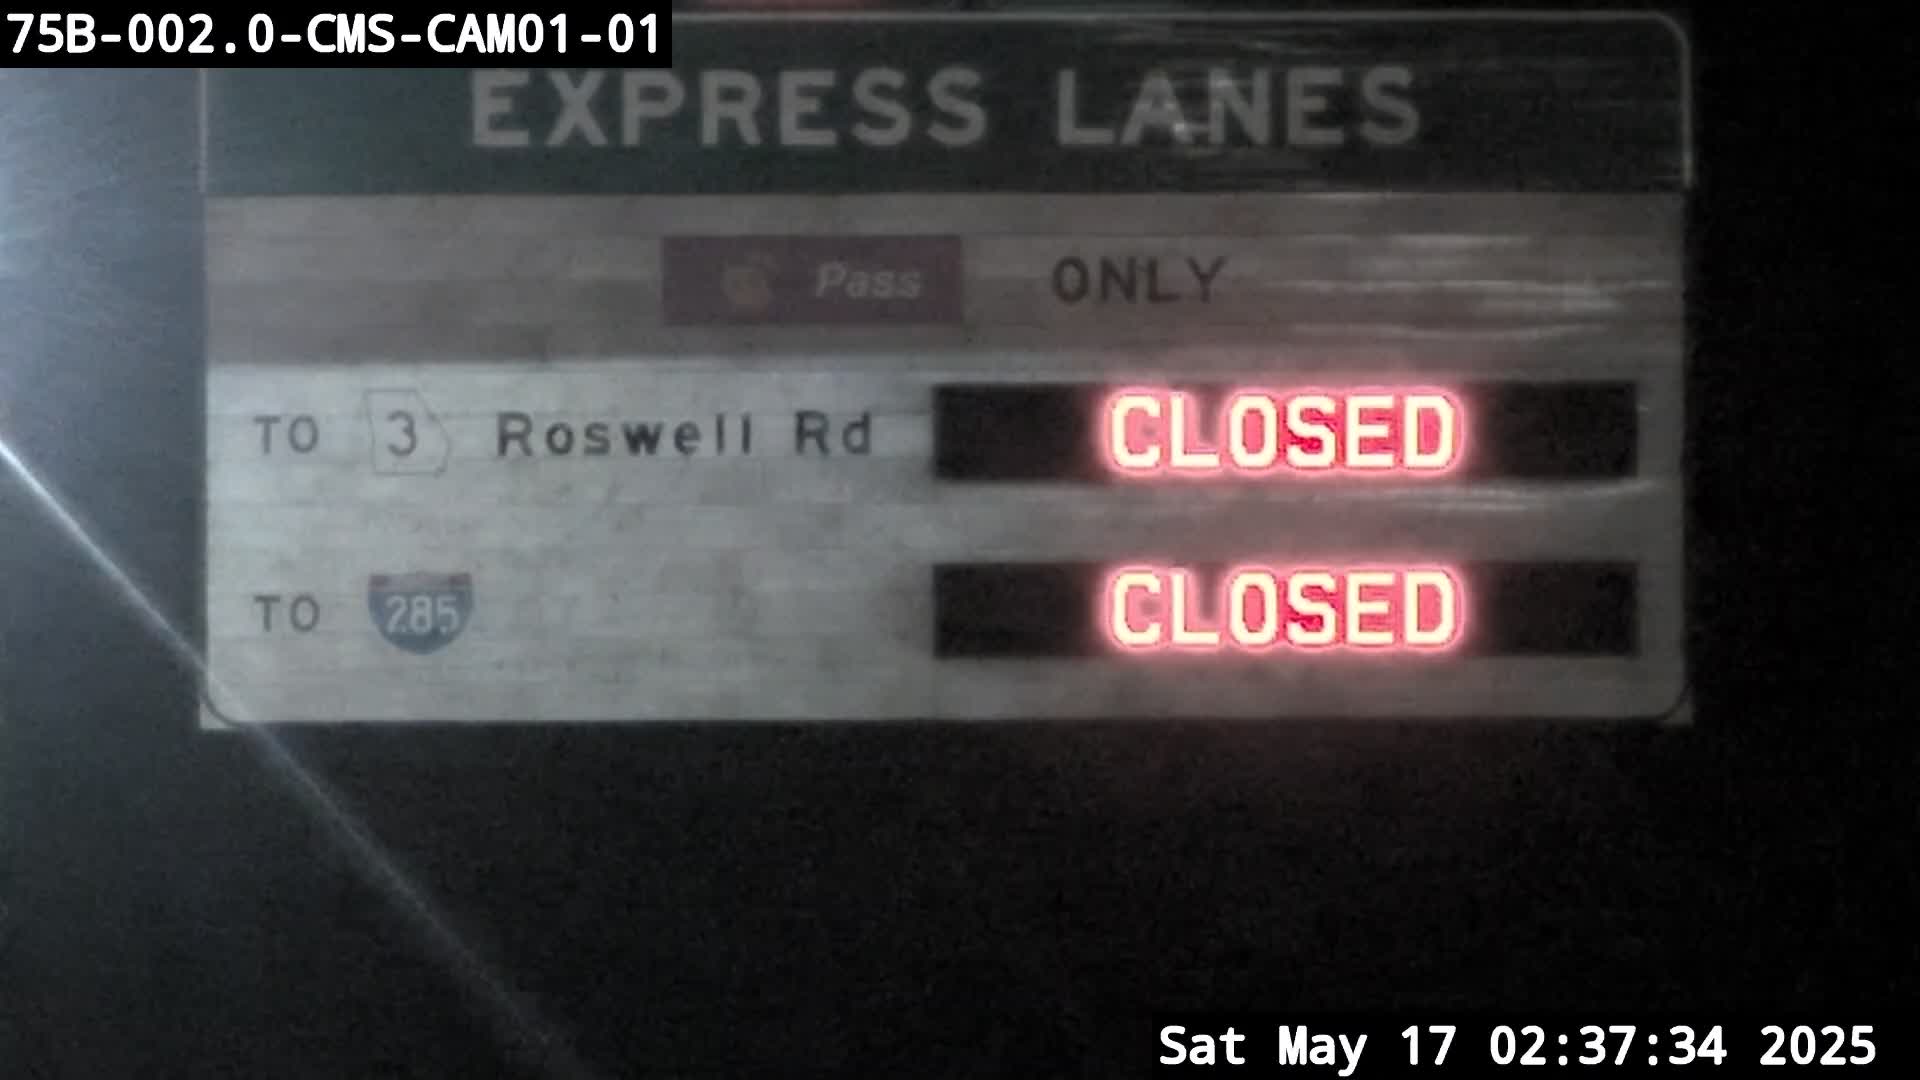 75B-002.0-CMS-CAM01-01
EXPRESS LANES
Pass ONLY
TO 3 Roswell Rd CLOSED
TO 285 CLOSED
Sat May 17 02:37:34 2025